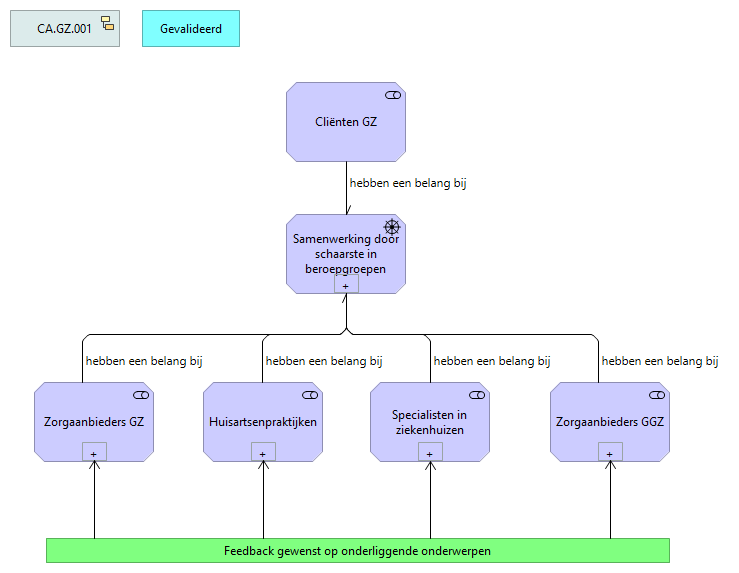 CA.GZ.001
Gevalideerd
Cliënten GZ
hebben een belang bij
Samenwerking door
schaarste in
beroepgroepen
+
hebben een belang bij
hebben een belang bij
hebben een belang bij
hebben een belang bij
Zorgaanbieders GZ
+
Huisartsenpraktijken
+
Specialisten in
ziekenhuizen
+
Zorgaanbieders GGZ
+
Feedback gewenst op onderliggende onderwerpen